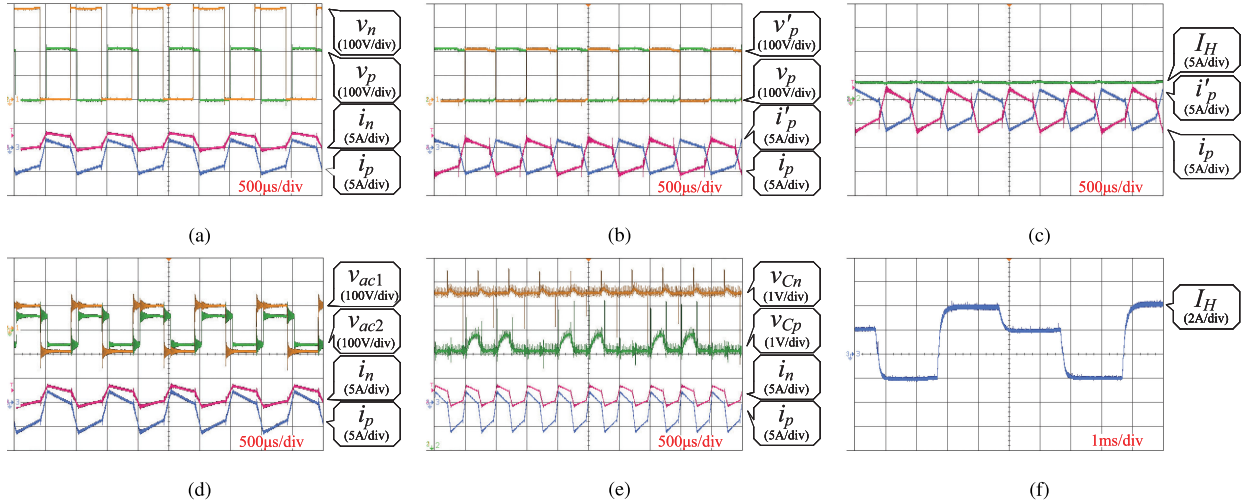 v_n
(100V/div)
v_p
(100V/div)
i_n
(5A/div)
i_p
(5A/div)
500μs/div
(a)
v'_p
(100V/div)
v_p
(100V/div)
i'_p
(5A/div)
i_p
(5A/div)
500μs/div
(b)
I_H
(5A/div)
i'_p
(5A/div)
i_p
(5A/div)
500μs/div
(c)
v_ac1
(100V/div)
v_ac2
(100V/div)
i_n
(5A/div)
i_p
(5A/div)
500μs/div
(d)
v_Cn
(1V/div)
v_Cp
(1V/div)
i_n
(5A/div)
i_p
(5A/div)
500μs/div
(e)
I_H
(2A/div)
1ms/div
(f)